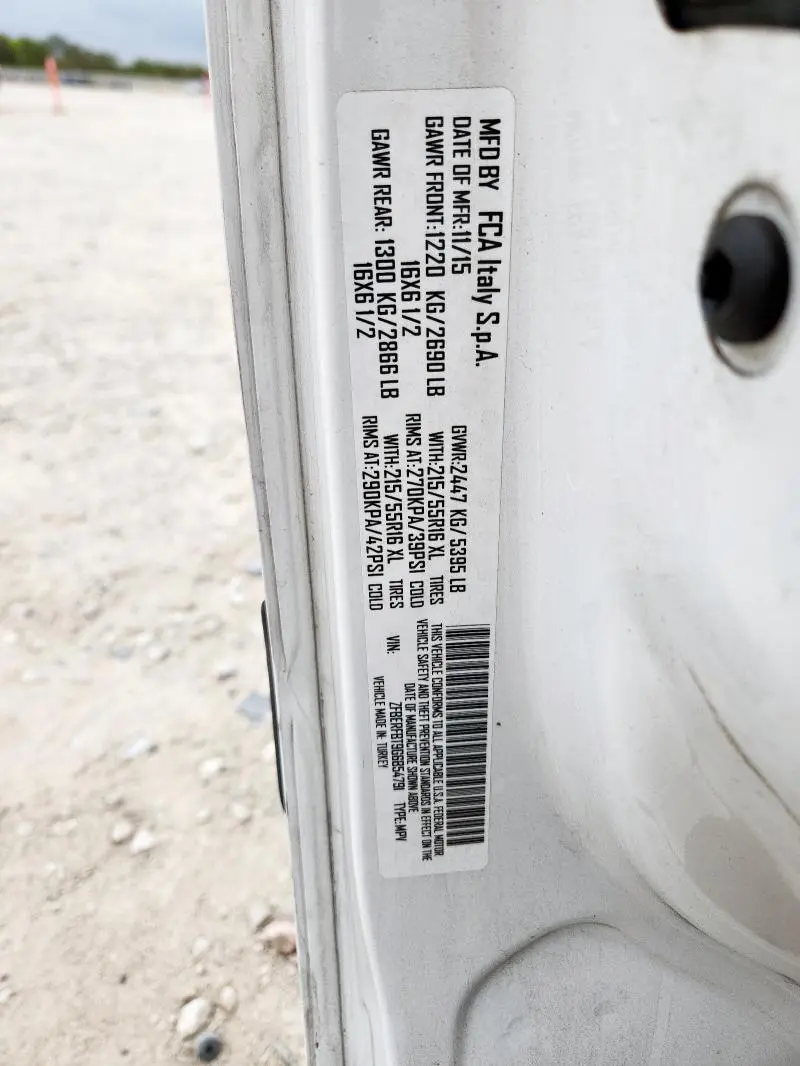 MFD BY FCA Italy S.p.A.
DATE OF MFR:11/15 GVWR:2447 KG/5395 LB
GAWR FRONT:1220 KG/2690 LB WITH:215/55R16 XL TIRES
16X6 1/2 RIMS AT:270KPA/39PSI COLD
GAWR REAR: 1300 KG/2866 LB WITH:215/55R16 XL TIRES
16X6 1/2 RIMS AT:290KPA/42PSI COLD
THIS VEHICLE CONFORMS TO ALL APPLICABLE U.S.A. FEDERAL MOTOR
VEHICLE SAFETY AND THEFT PREVENTION STANDARDS IN EFFECT ON THE
DATE OF MANUFACTURE SHOWN ABOVE
VIN: ZFBERFBT9G6B54791 TYPE:MPV
VEHICLE MADE IN: TURKEY